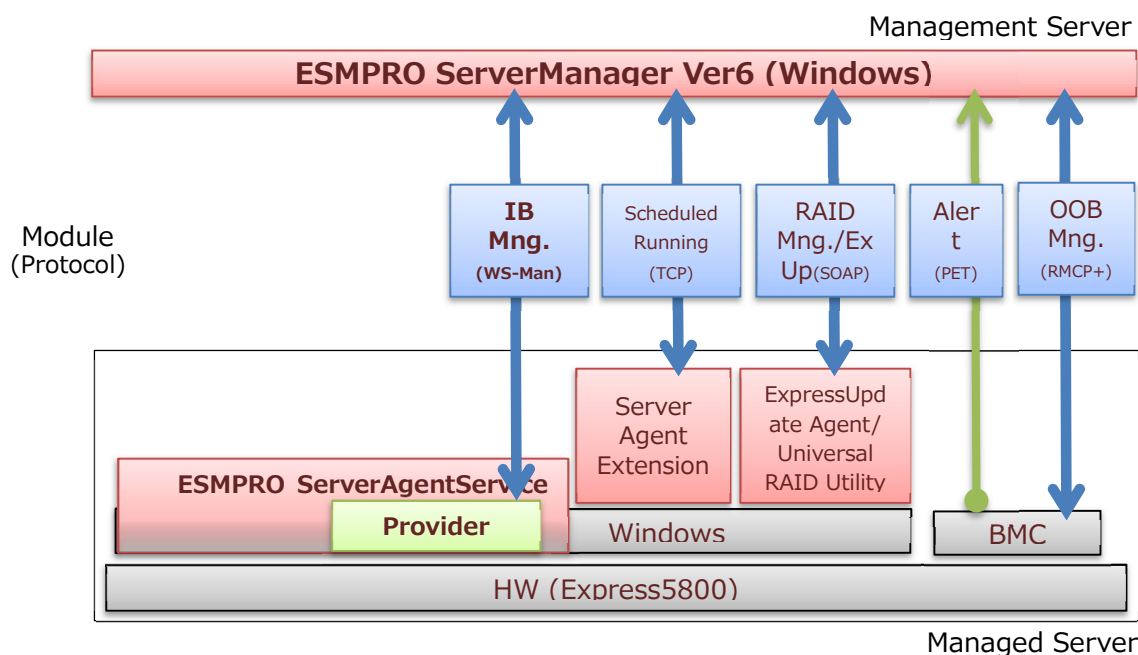 Management Server
ESMPRO ServerManager Ver6 (Windows)
Module
(Protocol)
IB
Mng.
(WS-Man)
Scheduled
Running
(TCP)
RAID
Mng./Ex
Up(SOAP)
Aler
t
(PET)
OOB
Mng.
(RMCP+)
Server
Agent
Extension
ExpressUpd
ate Agent/
Universal
RAID Utility
ESMPRO ServerAgentService
Provider
Windows
BMC
HW (Express5800)
Managed Server